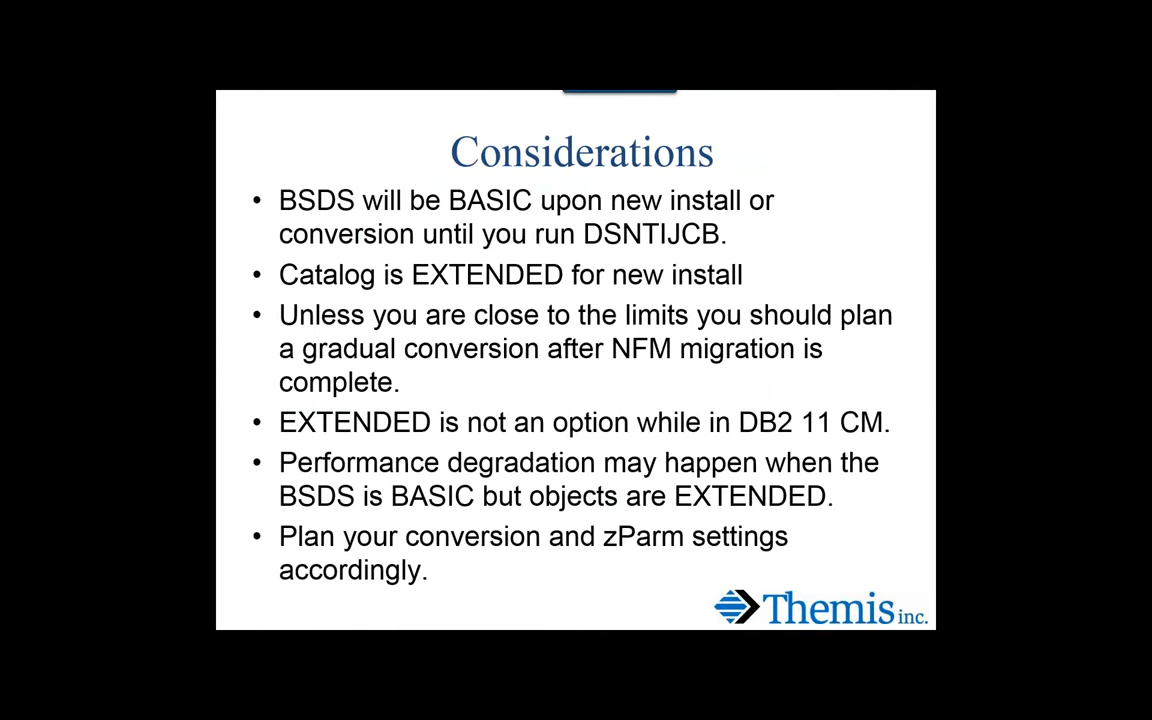 Considerations
• BSDS will be BASIC upon new install or
conversion until you run DSNTIJCB.
• Catalog is EXTENDED for new install
• Unless you are close to the limits you should plan
a gradual conversion after NFM migration is
complete.
• EXTENDED is not an option while in DB2 11 CM.
• Performance degradation may happen when the
BSDS is BASIC but objects are EXTENDED.
• Plan your conversion and zParm settings
accordingly.
Themis inc.